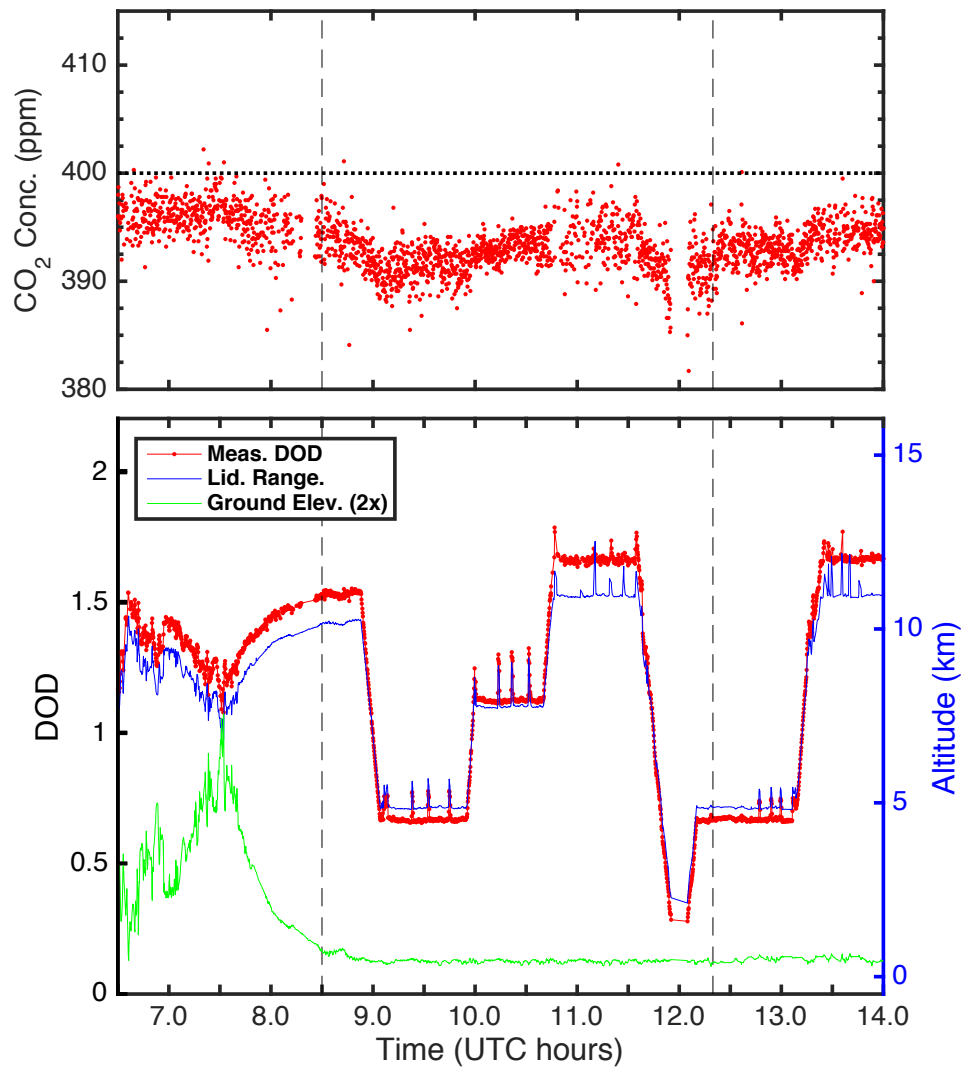 410
400
390
380
CO2 Conc. (ppm)
Meas. DOD
Lid. Range.
Ground Elev. (2x)
2
1.5
1
0.5
0
DOD
15
10
5
0
Altitude (km)
7.0 8.0 9.0 10.0 11.0 12.0 13.0 14.0
Time (UTC hours)